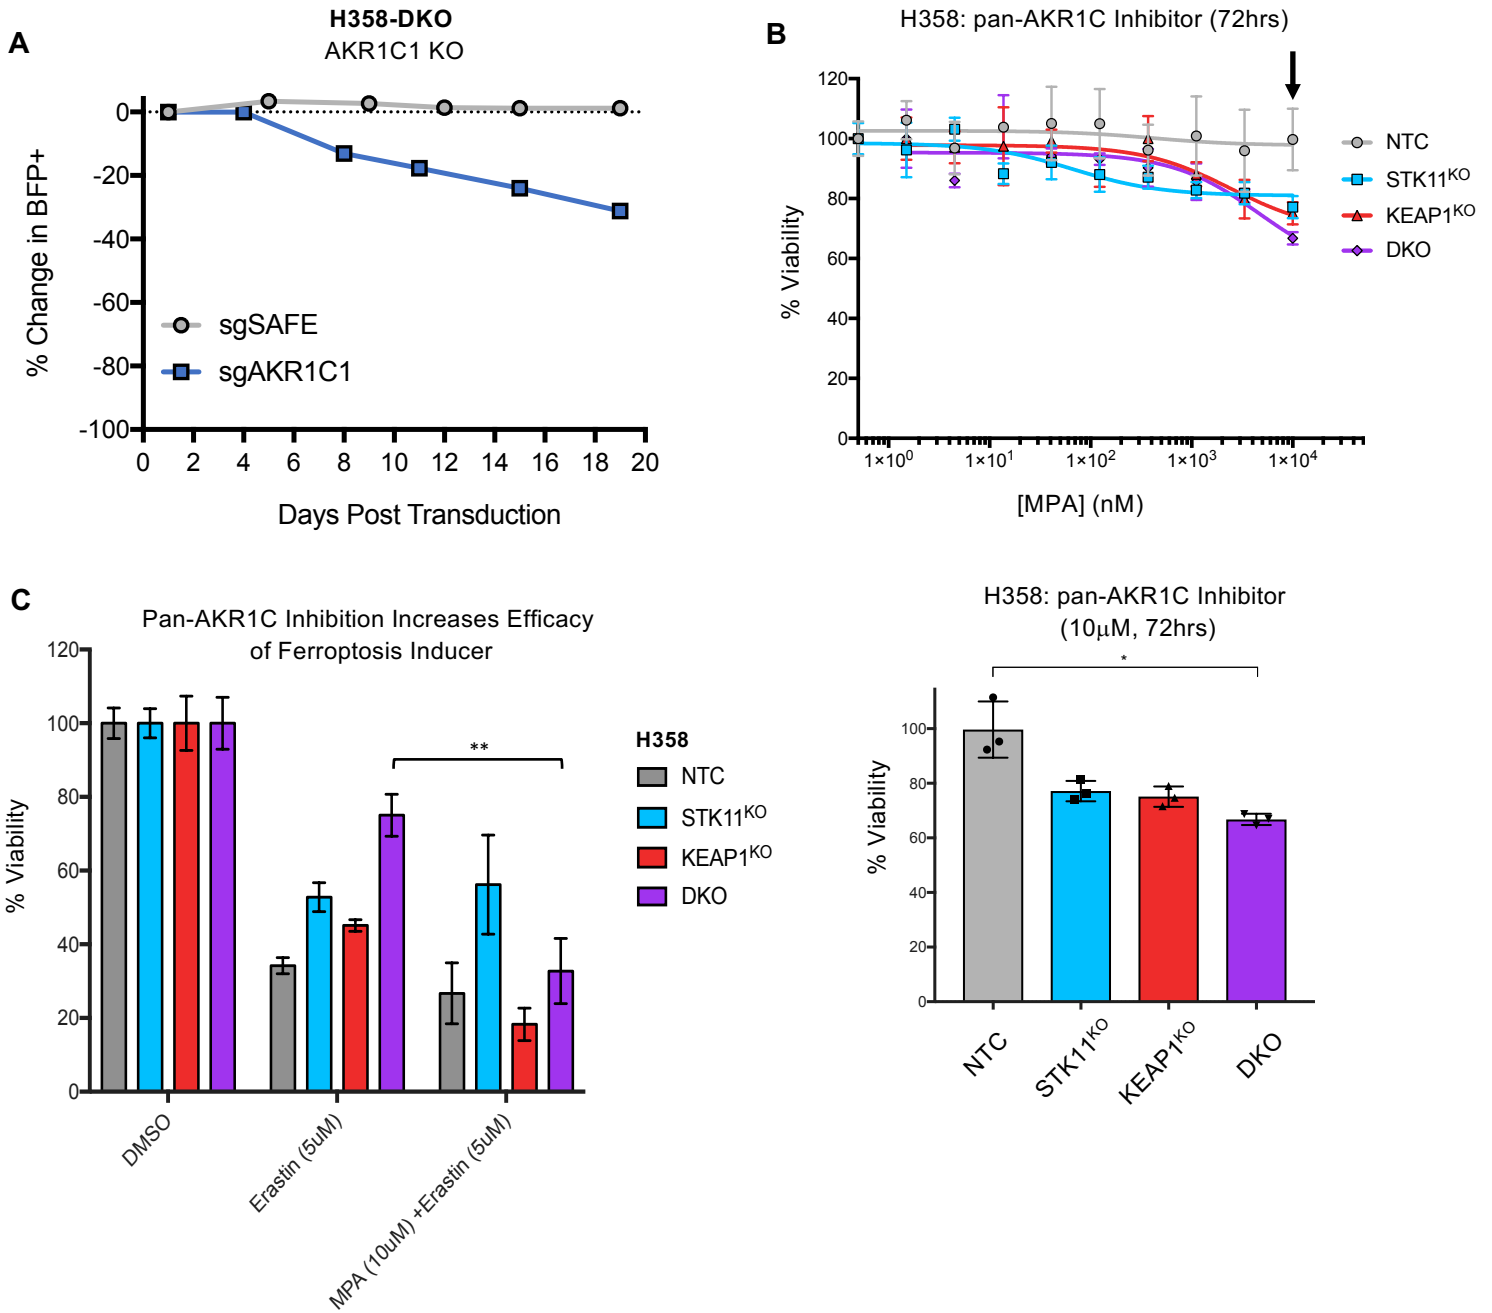 A
H358-DKO
AKR1C1 KO
0
-20
-40
-60
-80
-100
% Change in BFP+
sgSAFE
sgAKR1C1
0 2 4 6 8 10 12 14 16 18 20
Days Post Transduction
B
H358: pan-AKR1C Inhibitor (72hrs)
120
100
80
60
40
20
0
% Viability
1×10⁰ 1×10¹ 1×10² 1×10³ 1×10⁴
[MPA] (nM)
NTC
STK11ᴷᴼ
KEAP1ᴷᴼ
DKO
C
Pan-AKR1C Inhibition Increases Efficacy
of Ferroptosis Inducer
120
100
80
60
40
20
0
% Viability
**
DMSO
Erastin (5uM)
MPA (10uM) +Erastin (5uM)
H358
NTC
STK11ᴷᴼ
KEAP1ᴷᴼ
DKO
H358: pan-AKR1C Inhibitor
(10μM, 72hrs)
*
100
80
60
40
20
0
% Viability
NTC
STK11ᴷᴼ
KEAP1ᴷᴼ
DKO